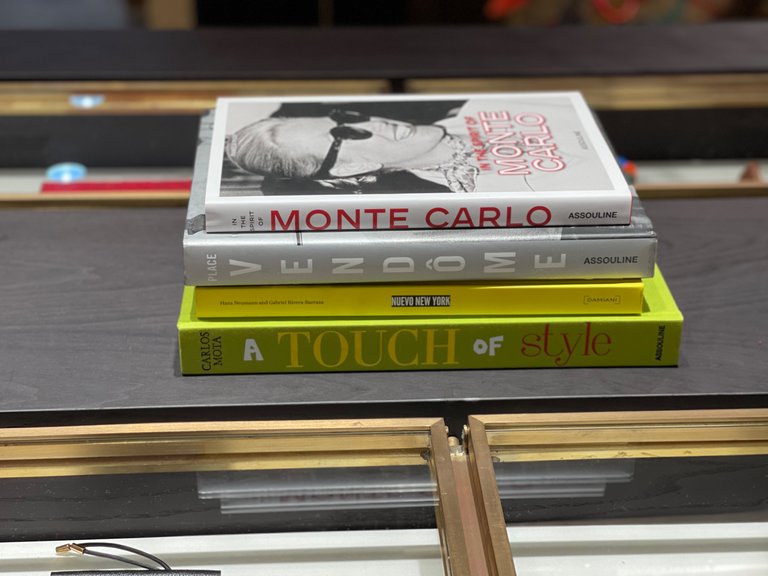 IN THE SPIRIT OF
MONTE
CARLO
ASSOULINE
IN THE SPIRIT OF MONTE CARLO ASSOULINE
PLACE VENDÔME ASSOULINE
Hana Neumann and Gabriel Rivera-Barraza NUEVO NEW YORK DAMIANI
CARLOS MOTA A TOUCH OF style ASSOULINE